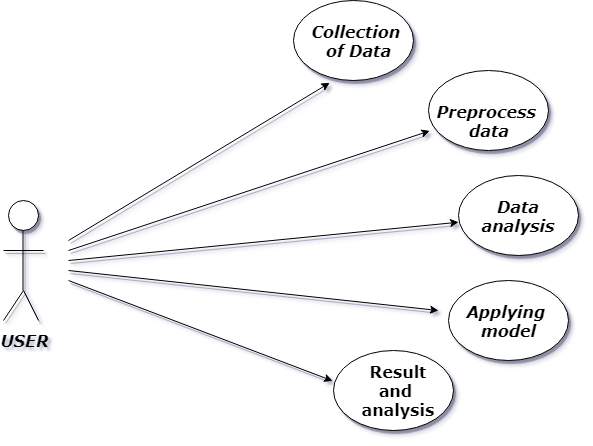 Collection
of Data
Preprocess
data
Data
analysis
Applying
model
USER
Result
and
analysis